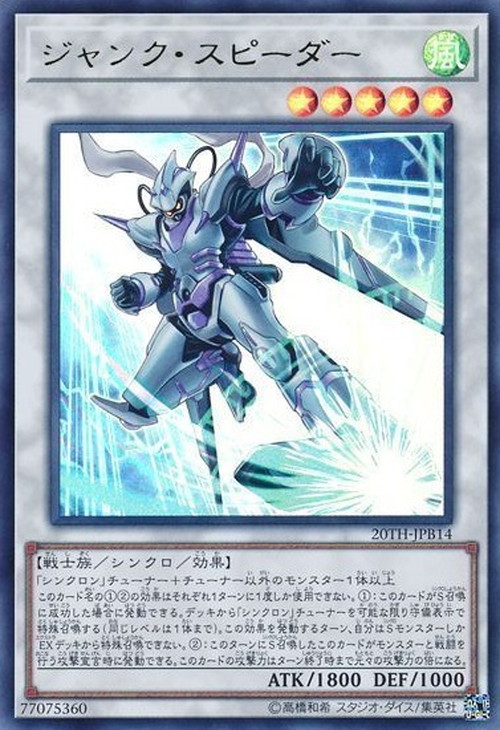 ジャンク・スピーダー
風
20TH-JPB14
【戦士族／シンクロ／効果】
「シンクロン」チューナー＋チューナー以外のモンスター１体以上
このカード名の①②の効果はそれぞれ１ターンに１度しか使用できない。①：このカードがＳ召喚
に成功した場合に発動できる。デッキから「シンクロン」チューナーを可能な限り守備表示で
特殊召喚する（同じレベルは１体まで）。この効果を発動するターン、自分はＳモンスターしか
EXデッキから特殊召喚できない。②：このターンにＳ召喚したこのカードがモンスターと戦闘を
行う攻撃宣言時に発動できる。このカードの攻撃力はターン終了時まで元々の攻撃力の倍になる。
ATK/1800 DEF/1000
77075360
©高橋和希 スタジオ・ダイス/集英社